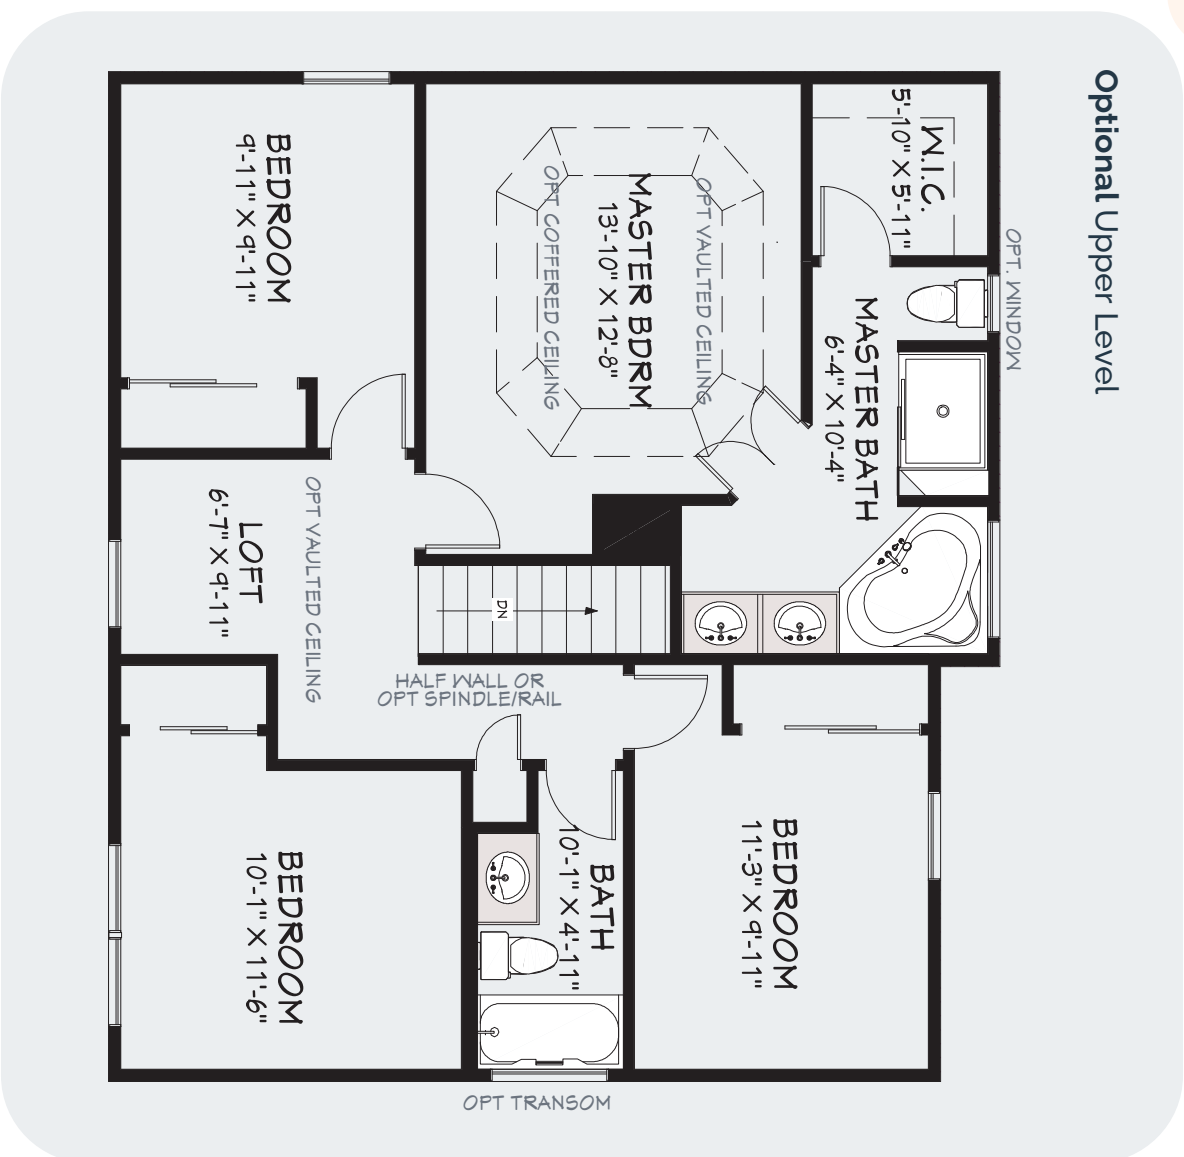 Optional Upper Level
BEDROOM
9'-11" X 9'-11"
OPT VAULTED CEILING
MASTER BDRM
13'-10" X 12'-8"
OPT COFFERED CEILING
W.I.C.
5'-10" X 5'-11"
OPT. WINDOW
MASTER BATH
6'-4" X 10'-4"
LOFT
6'-7" X 9'-11"
OPT VAULTED CEILING
DN
HALF WALL OR
OPT SPINDLE/RAIL
BEDROOM
10'-1" X 11'-6"
BATH
10'-1" X 4'-11"
BEDROOM
11'-3" X 9'-11"
OPT TRANSOM